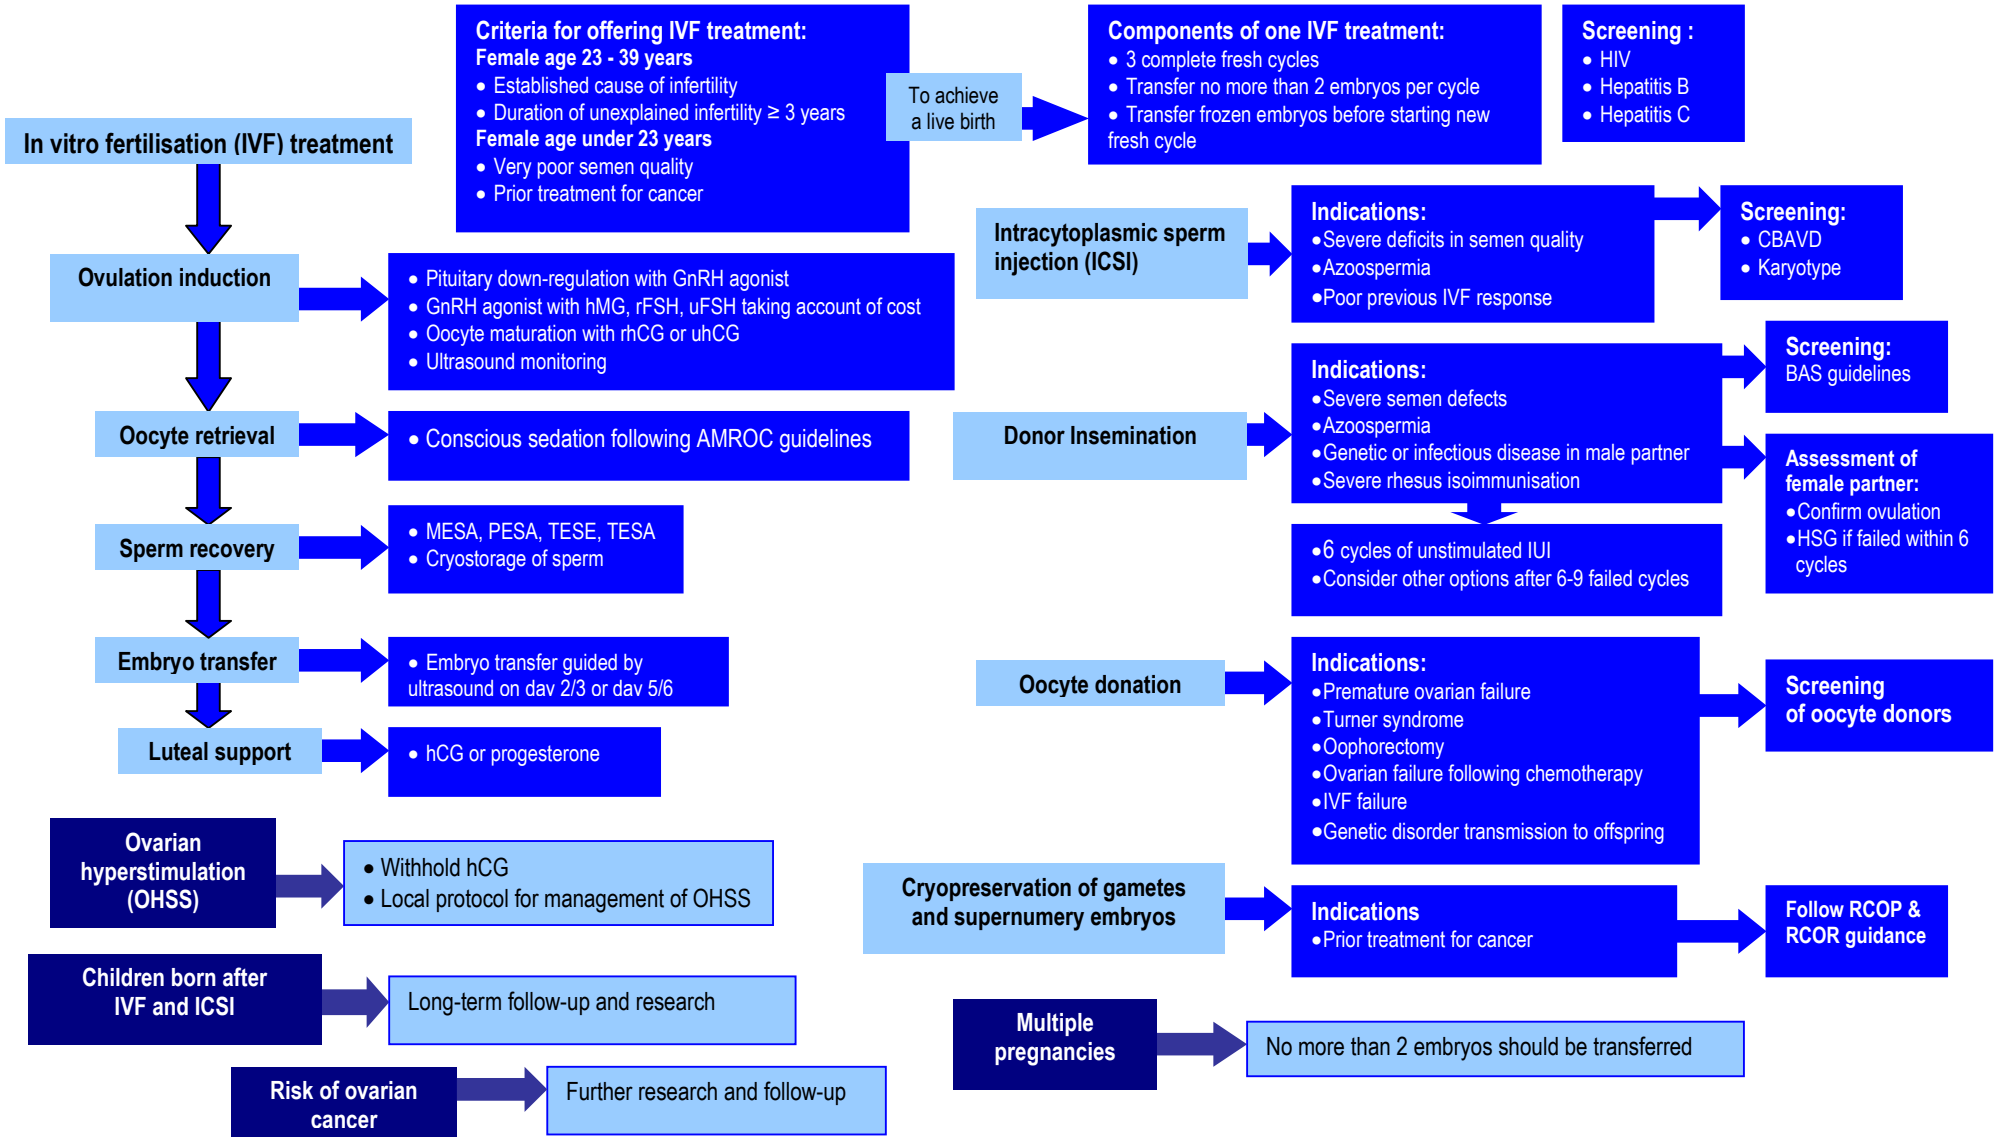 In vitro fertilisation (IVF) treatment
Criteria for offering IVF treatment:
Female age 23 - 39 years
• Established cause of infertility
• Duration of unexplained infertility ≥ 3 years
Female age under 23 years
• Very poor semen quality
• Prior treatment for cancer
To achieve
a live birth
Components of one IVF treatment:
• 3 complete fresh cycles
• Transfer no more than 2 embryos per cycle
• Transfer frozen embryos before starting new
fresh cycle
Screening :
• HIV
• Hepatitis B
• Hepatitis C
Ovulation induction
• Pituitary down-regulation with GnRH agonist
• GnRH agonist with hMG, rFSH, uFSH taking account of cost
• Oocyte maturation with rhCG or uhCG
• Ultrasound monitoring
Oocyte retrieval
• Conscious sedation following AMROC guidelines
Sperm recovery
• MESA, PESA, TESE, TESA
• Cryostorage of sperm
Embryo transfer
• Embryo transfer guided by
ultrasound on day 2/3 or day 5/6
Luteal support
• hCG or progesterone
Ovarian
hyperstimulation
(OHSS)
• Withhold hCG
• Local protocol for management of OHSS
Children born after
IVF and ICSI
Long-term follow-up and research
Risk of ovarian
cancer
Further research and follow-up
Intracytoplasmic sperm
injection (ICSI)
Indications:
•Severe deficits in semen quality
•Azoospermia
•Poor previous IVF response
Screening:
• CBAVD
• Karyotype
Donor Insemination
Indications:
•Severe semen defects
•Azoospermia
•Genetic or infectious disease in male partner
•Severe rhesus isoimmunisation
Screening:
BAS guidelines
Assessment of
female partner:
•Confirm ovulation
•HSG if failed within 6
cycles
•6 cycles of unstimulated IUI
•Consider other options after 6-9 failed cycles
Oocyte donation
Indications:
•Premature ovarian failure
•Turner syndrome
•Oophorectomy
•Ovarian failure following chemotherapy
•IVF failure
•Genetic disorder transmission to offspring
Screening
of oocyte donors
Cryopreservation of gametes
and supernumery embryos
Indications
•Prior treatment for cancer
Follow RCOP &
RCOR guidance
Multiple
pregnancies
No more than 2 embryos should be transferred